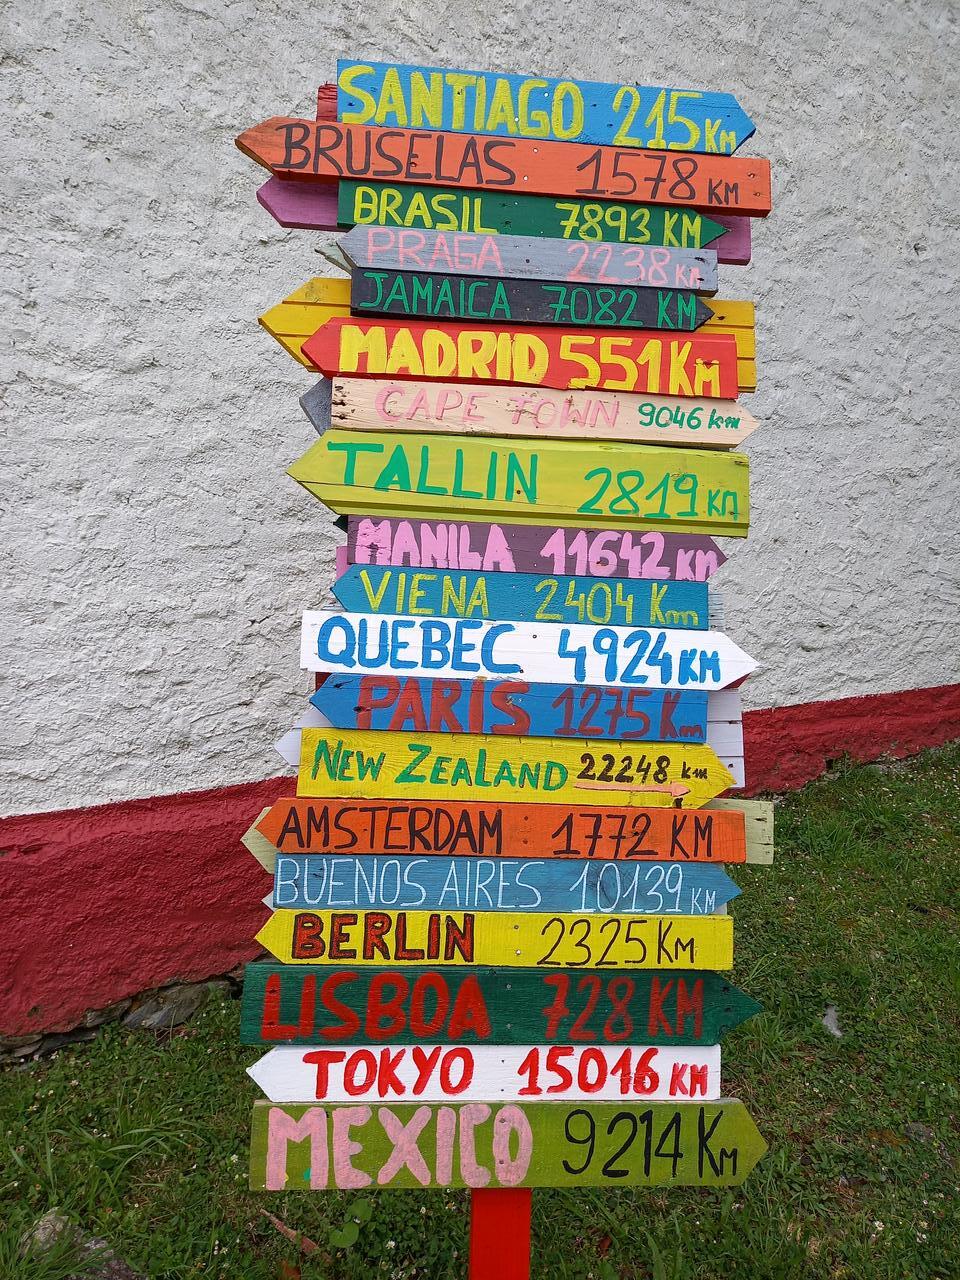 SANTIAGO 215 KM
BRUSELAS 1578 KM
BRASIL 7893 KM
PRAGA 2238 KM
JAMAICA 7082 KM
MADRID 551 Km
CAPE TOWN 9046 km
TALLIN 2819 KM
MANILA 11642 KM
VIENA 2404 Km
QUEBEC 4924 KM
PARIS 1275 Km
NEW ZEALAND 22248 km
AMSTERDAM : 1772 KM
BUENOS AIRES 10139 KM
BERLIN 2325 KM
LISBOA 728 KM
TOKYO 15016 KM
MEXICO 9214 KM